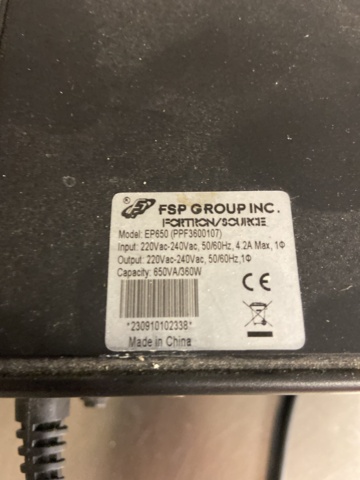 ® FSP GROUP INC.
FORTRON/SOURCE
Model: EP650 (PPF3600107)
Input: 220Vac-240Vac, 50/60Hz, 4.2A Max, 1Φ
Output: 220Vac-240Vac, 50/60Hz,1Φ
Capacity: 650VA/360W
CE
*230910102338*
Made in China